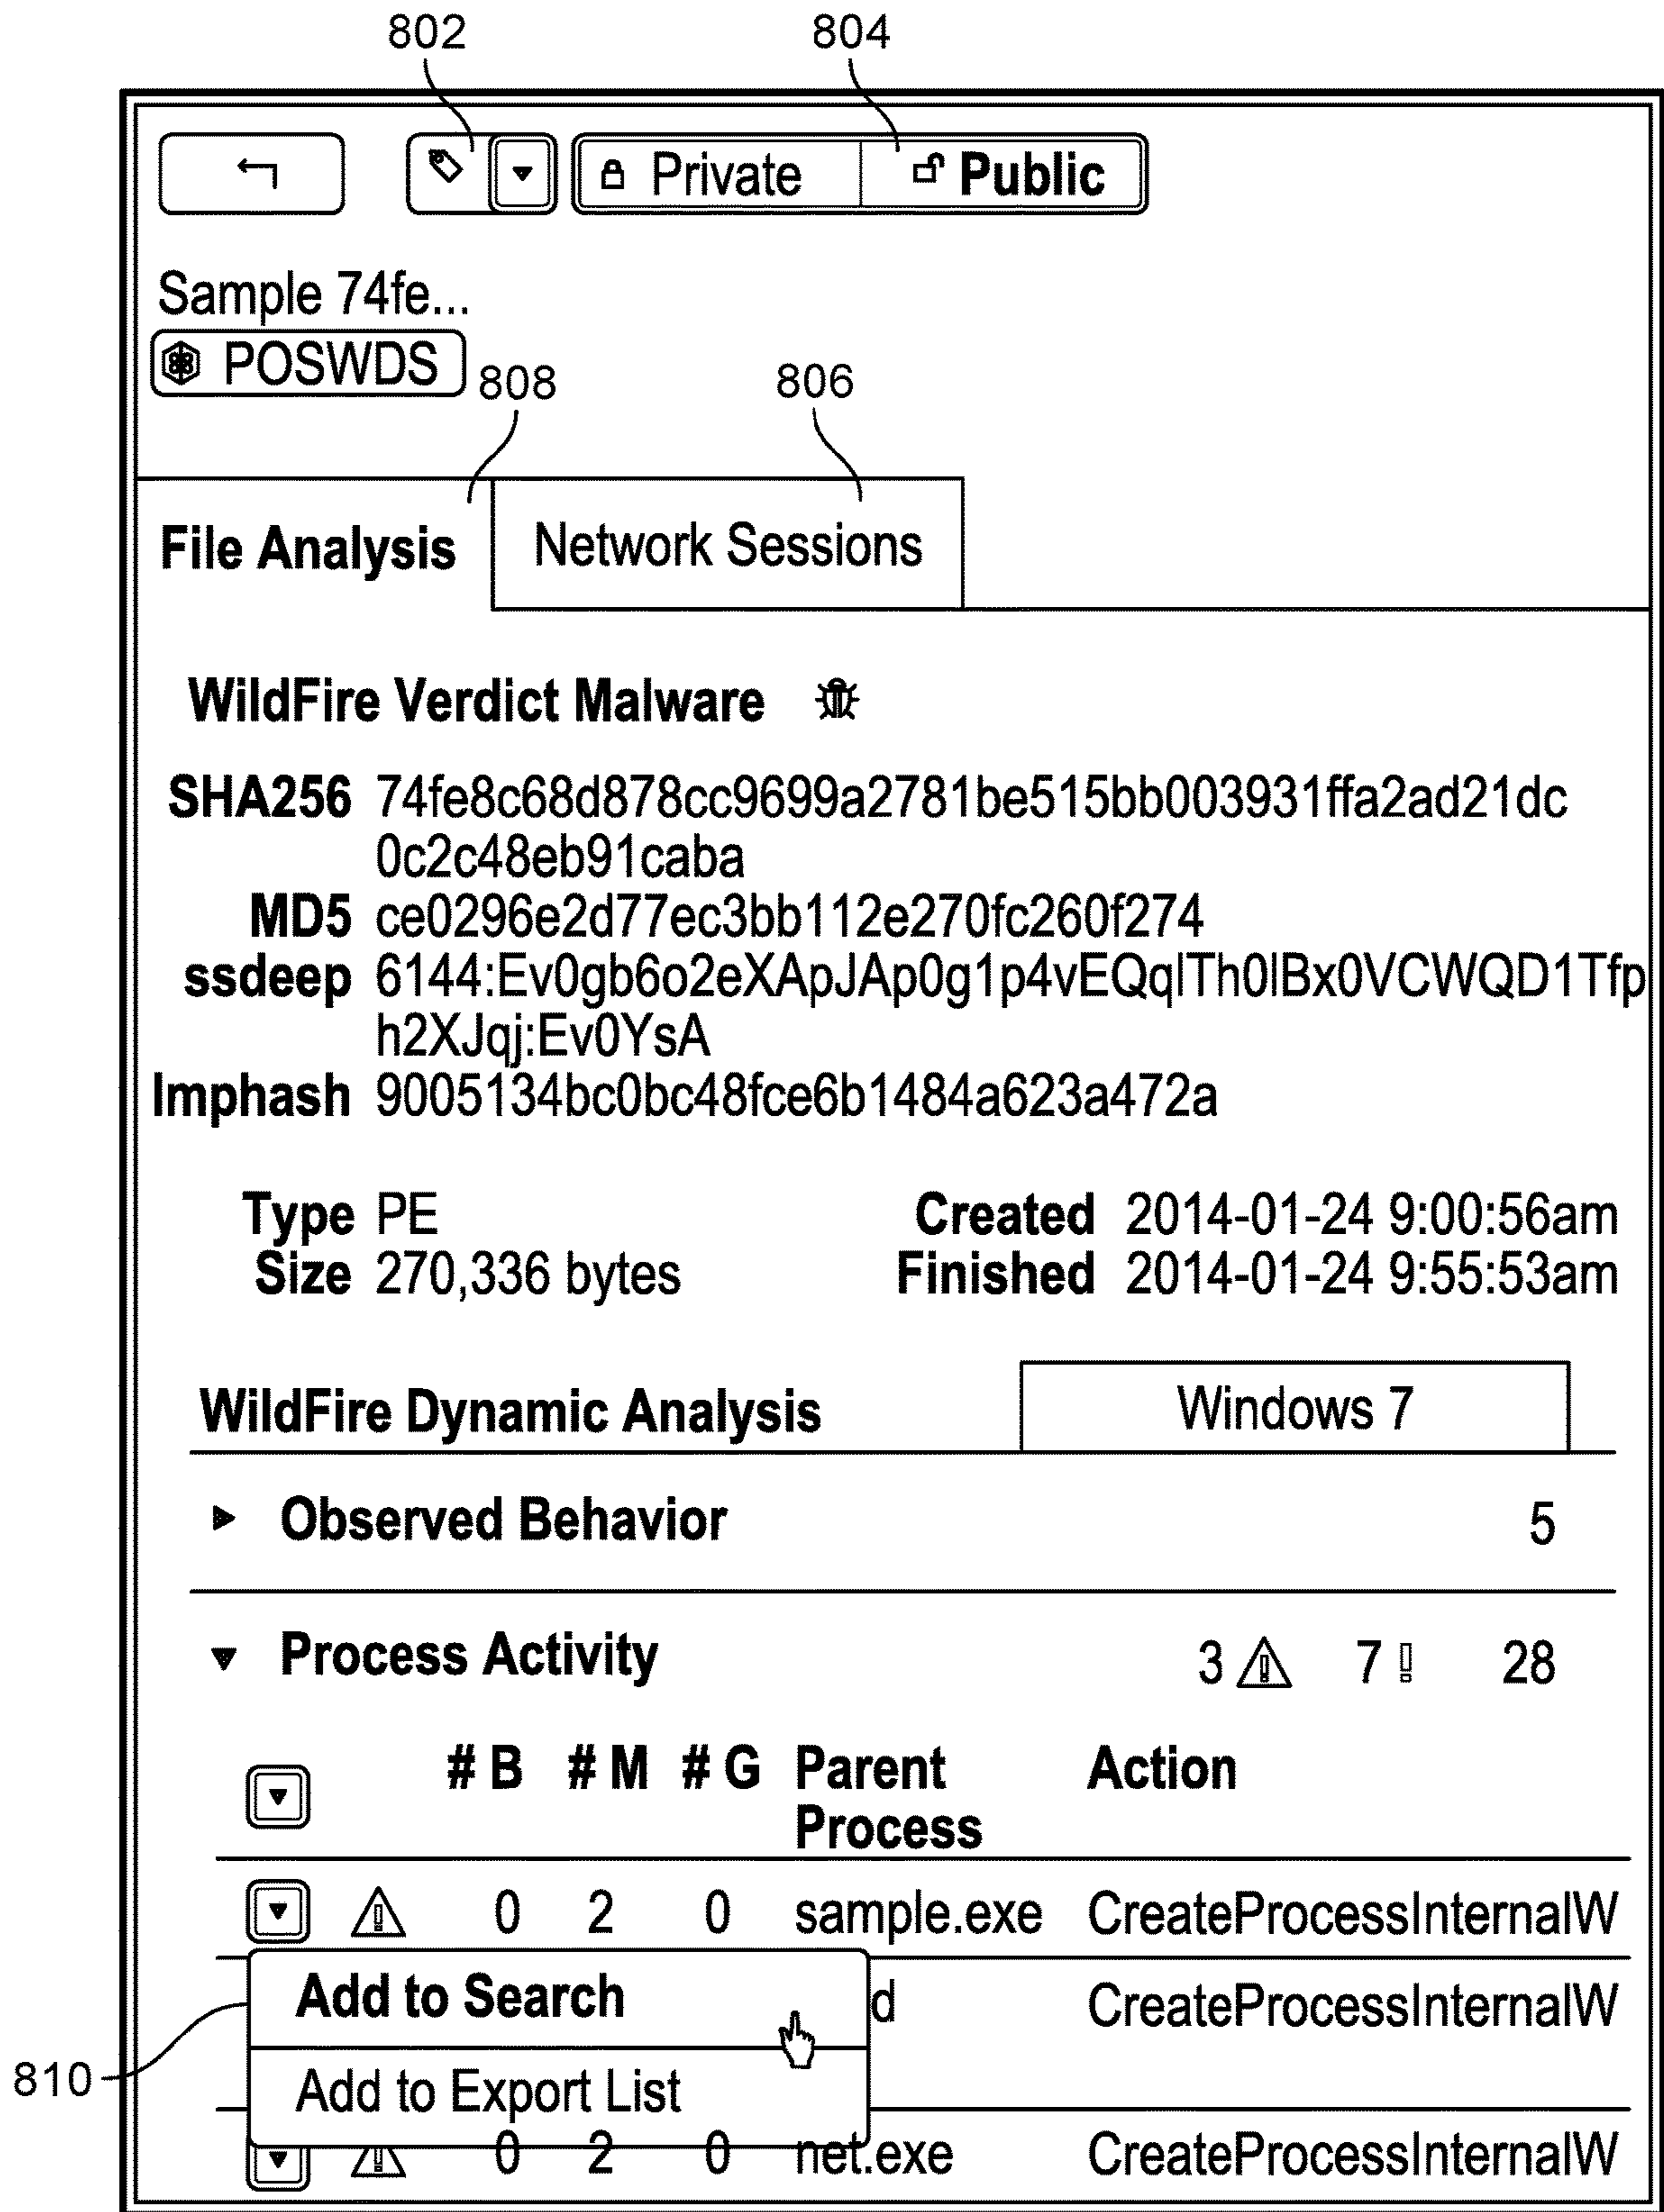 802 804
Private Public
Sample 74fe...
POSWDS
808 806
File Analysis Network Sessions
WildFire Verdict Malware
SHA256 74fe8c68d878cc9699a2781be515bb003931ffa2ad21dc
0c2c48eb91caba
MD5 ce0296e2d77ec3bb112e270fc260f274
ssdeep 6144:Ev0gb6o2eXApJAp0g1p4vEQqlTh0lBx0VCWQD1Tfp
h2XJqj:Ev0YsA
Imphash 9005134bc0bc48fce6b1484a623a472a
Type PE Created 2014-01-24 9:00:56am
Size 270,336 bytes Finished 2014-01-24 9:55:53am
WildFire Dynamic Analysis Windows 7
Observed Behavior 5
Process Activity 3 7 28
# B # M # G Parent Action
Process
0 2 0 sample.exe CreateProcessInternalW
Add to Search d CreateProcessInternalW
810 Add to Export List
0 2 0 net.exe CreateProcessInternalW